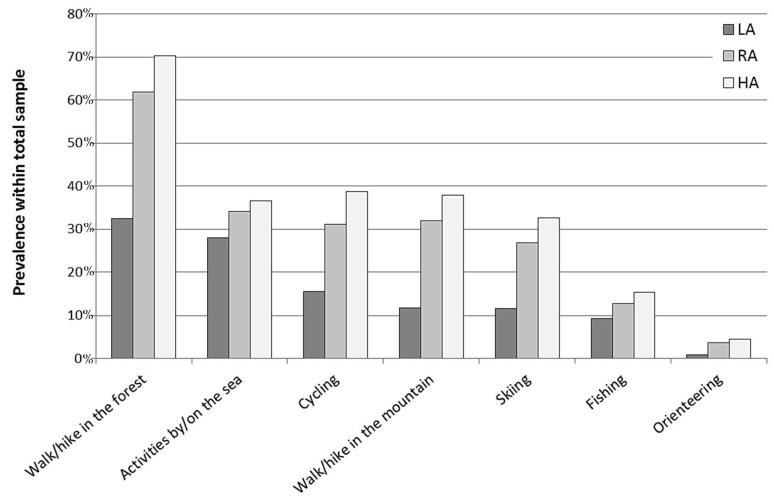 80%
70%
60%
50%
40%
30%
20%
10%
0%
Prevalence within total sample
LA
RA
HA
Walk/hike in the forest
Activities by/on the sea
Cycling
Walk/hike in the mountain
Skiing
Fishing
Orienteering